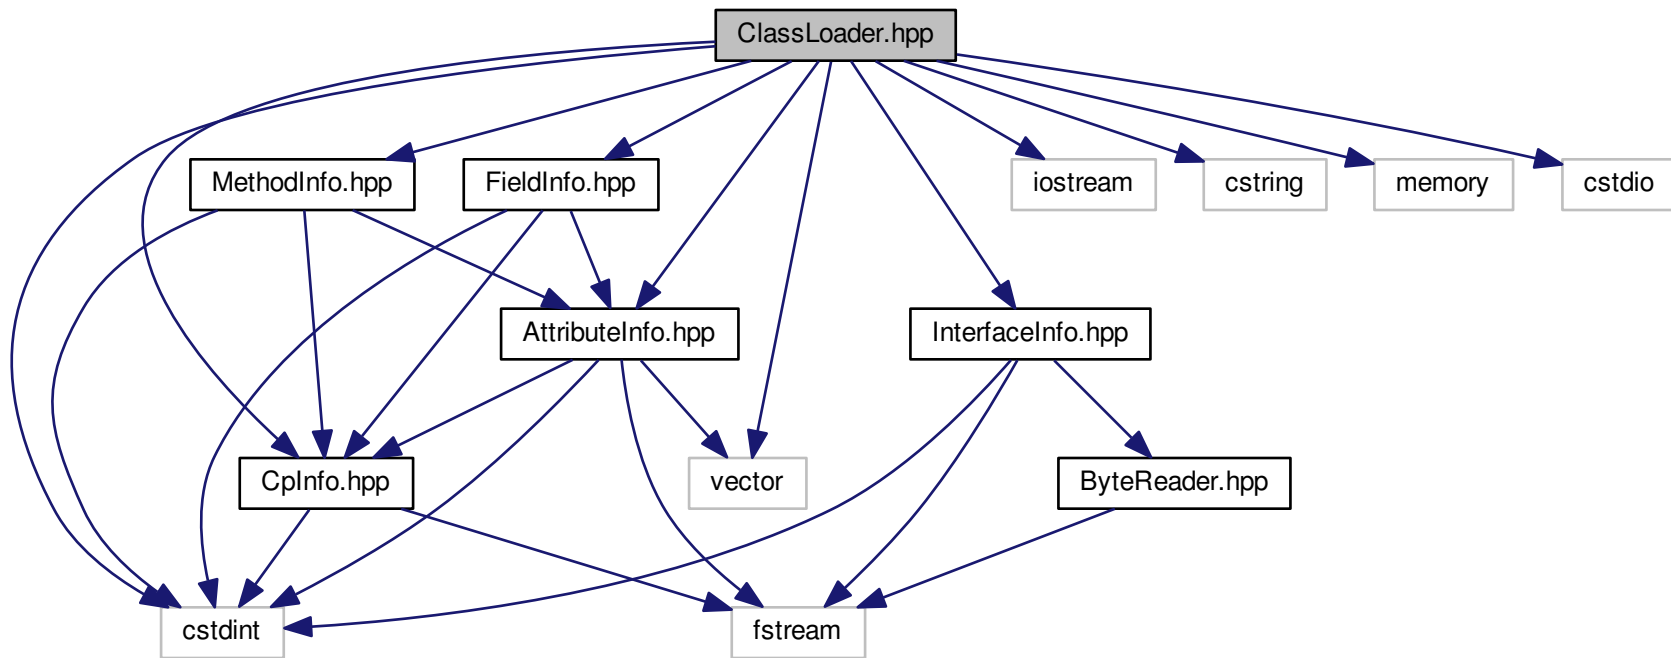 ClassLoader.hpp
MethodInfo.hpp
FieldInfo.hpp
iostream
cstring
memory
cstdio
AttributeInfo.hpp
InterfaceInfo.hpp
CpInfo.hpp
vector
ByteReader.hpp
cstdint
fstream